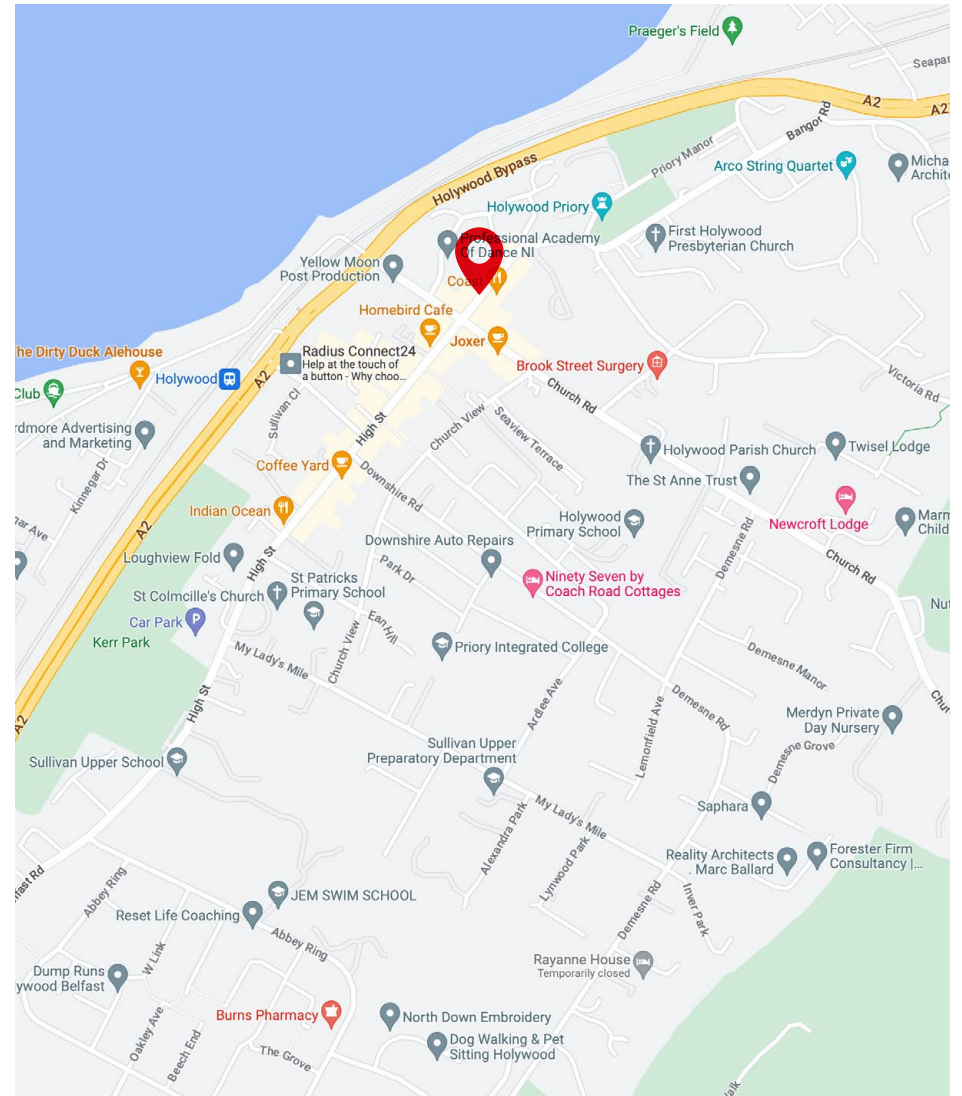 Praeger's Field
Seapar
A2
A2
Bangor Rd
Priory Manor
Holywood Bypass
Arco String Quartet
Micha
Archite
Holywood Priory
First Holywood
Presbyterian Church
Professional Academy
Of Dance NI
Yellow Moon
Post Production
Coast
Homebird Cafe
Joxer
The Dirty Duck Alehouse
Radius Connect24
Help at the touch of
a button - Why choo...
Holywood
A2
Club
Brook Street Surgery
Church Rd
Victoria Rd
Sullivan Cl
High St
Church View
Seaview Terrace
rdmore Advertising
and Marketing
Kinnegar Dr
Holywood Parish Church
Twisel Lodge
Coffee Yard
Downshire Rd
The St Anne Trust
Newcroft Lodge
Indian Ocean
Holywood
Primary School
Marm
Child
gar Ave
A2
Demesne Rd
Church Rd
Downshire Auto Repairs
Loughview Fold
High St
Park Dr
Ninety Seven by
Coach Road Cottages
St Patricks
Primary School
St Colmcille's Church
Car Park
Kerr Park
Ean Hill
Church View
Nut
My Lady's Mile
Priory Integrated College
Demesne Manor
High St
Ardlee Ave
Demesne Rd
Chur
A2
Lemonfield Ave
Merdyn Private
Day Nursery
Demesne Grove
Sullivan Upper School
Sullivan Upper
Preparatory Department
My Lady's Mile
Saphara
Alexandra Park
Lynwood Park
Reality Architects
. Marc Ballard
Forester Firm
Consultancy |...
fast Rd
Abbey Ring
JEM SWIM SCHOOL
Reset Life Coaching
Abbey Ring
Demesne Rd
Inver Park
W Link
Rayanne House
Temporarily closed
Dump Runs
ywood Belfast
Oakley Ave
Beech End
Burns Pharmacy
North Down Embroidery
Dog Walking & Pet
Sitting Holywood
The Grove
alk